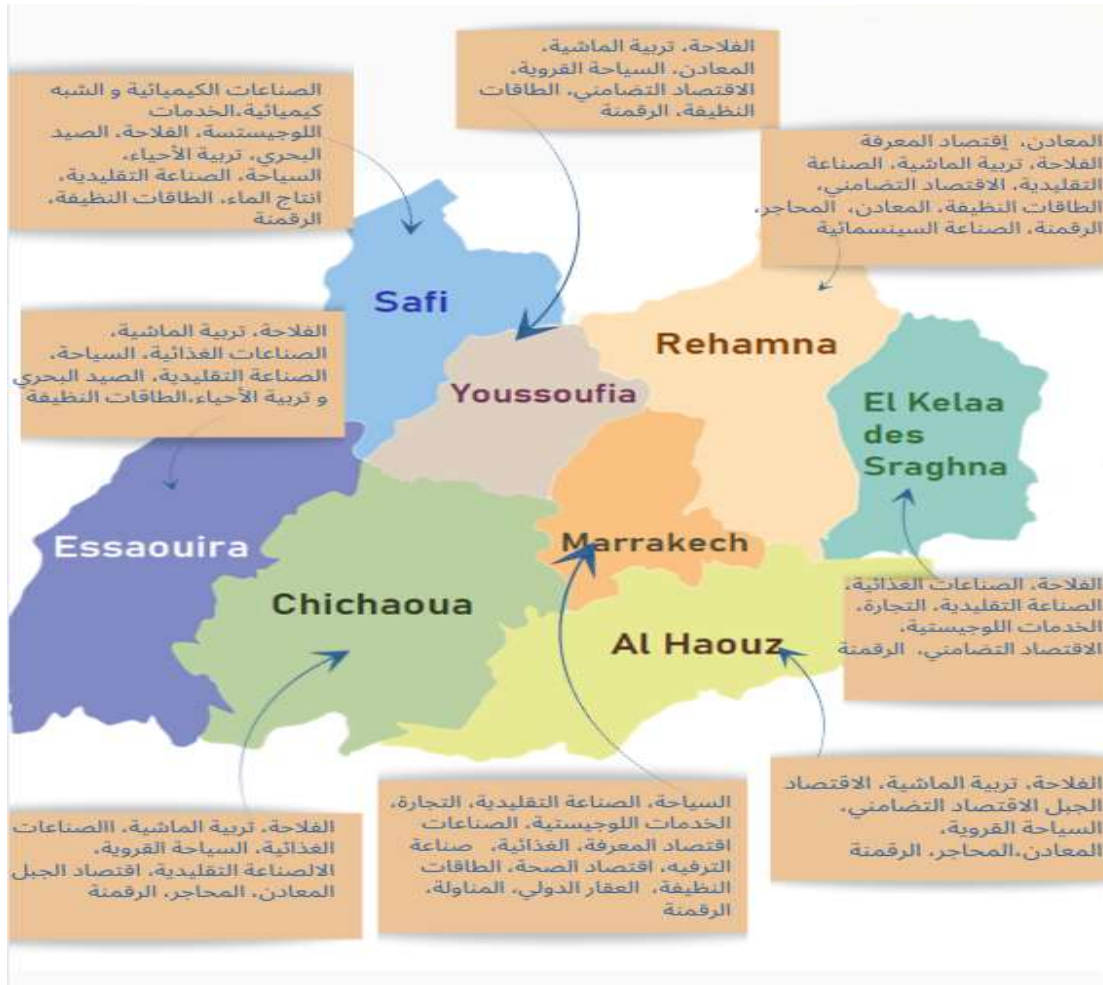 الفلاحة، تربية الماشية،
المعادن، السياحة القروية،
الاقتصاد التضامني، الطاقات
النظيفة، الرقمنة
الصناعات الكيميائية و الشبه
كيميائية،الخدمات
اللوجيستسة، الفلاحة، الصيد
البحري، تربية الأحياء،
السياحة، الصناعة التقليدية،
انتاج الماء، الطاقات النظيفة،
الرقمنة
المعادن، إقتصاد المعرفة
الفلاحة، تربية الماشية، الصناعة
التقليدية، الاقتصاد التضامني،
الطاقات النظيفة، المعادن، المحاجر،
الرقمنة، الصناعة السينسمائية
Safi
Rehamna
الفلاحة، تربية الماشية،
الصناعات الغذائية، السياحة،
الصناعة التقليدية، الصيد البحري
و تربية الأحياء،الطاقات النظيفة
Youssoufia
El Kelaa
des
Sraghna
Essaouira
Marrakech
Chichaoua
Al Haouz
الفلاحة، الصناعات الغذائية،
الصناعة التقليدية، التجارة،
الخدمات اللوجيستية،
الاقتصاد التضامني، الرقمنة
الفلاحة، تربية الماشية، الاقتصاد
الجبل الاقتصاد التضامني،
السياحة القروية،
المعادن،المحاجر، الرقمنة
السياحة، الصناعة التقليدية، التجارة،
الخدمات اللوجيستية، الصناعات
اقتصاد المعرفة، الغذائية، صناعة
الترفيه، اقتصاد الصحة، الطاقات
النظيفة، العقار الدولي، المناولة،
الرقمنة
الفلاحة، تربية الماشية، االصناعات
الغذائية، السياحة القروية،
الالصناعة التقليدية، اقتصاد الجبل
المعادن، المحاجر، الرقمنة